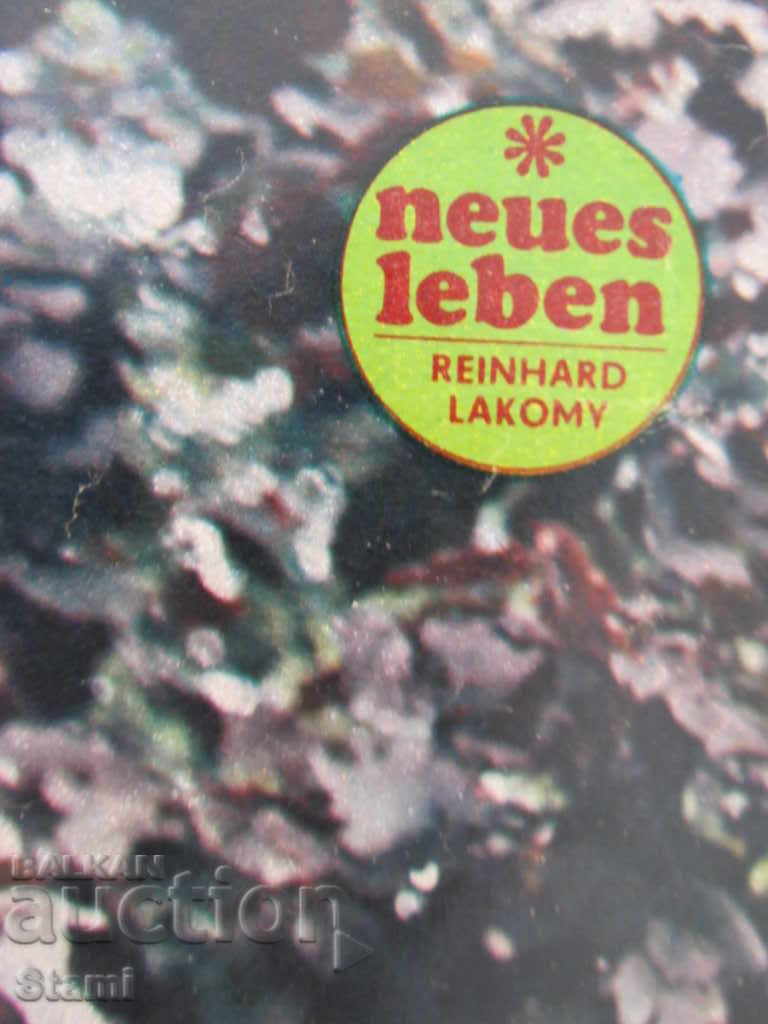 neues
leben
REINHARD
LAKOMY
BALKAN
auction
Stami